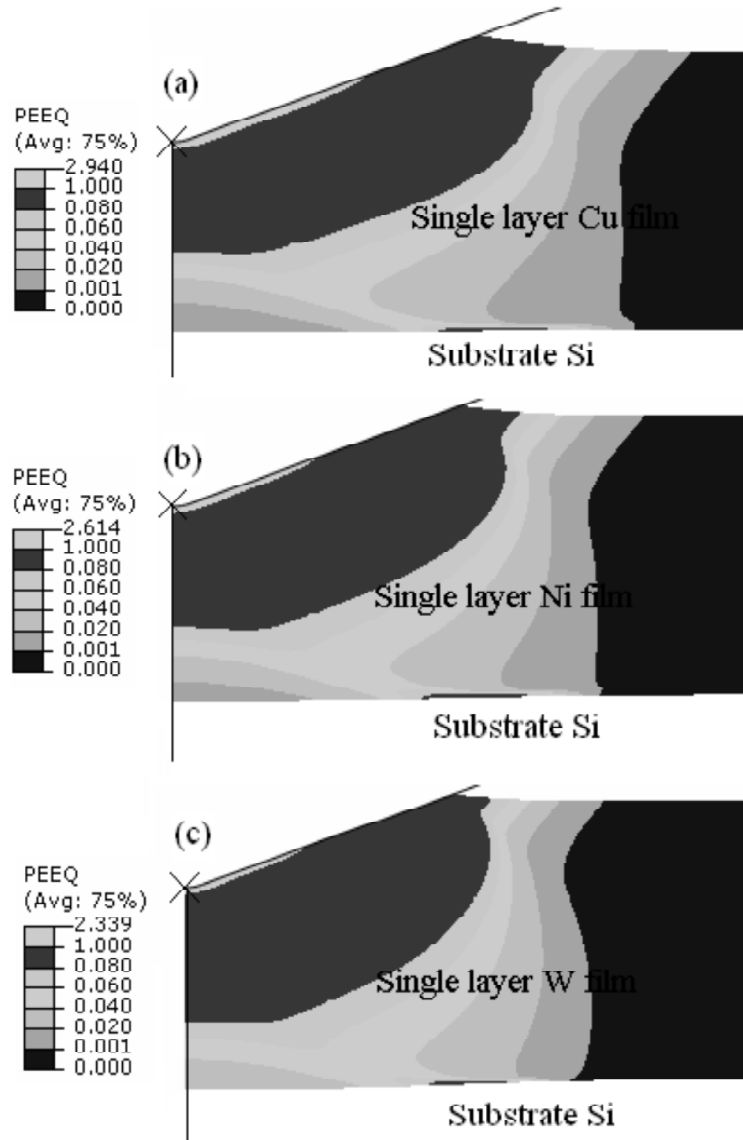 (a)
PEEQ
(Avg: 75%)
2.940
1.000
0.080
0.060
0.040
0.020
0.001
0.000
Single layer Cu film
Substrate Si
(b)
PEEQ
(Avg: 75%)
2.614
1.000
0.080
0.060
0.040
0.020
0.001
0.000
Single layer Ni film
Substrate Si
(c)
PEEQ
(Avg: 75%)
2.339
1.000
0.080
0.060
0.040
0.020
0.001
0.000
Single layer W film
Substrate Si